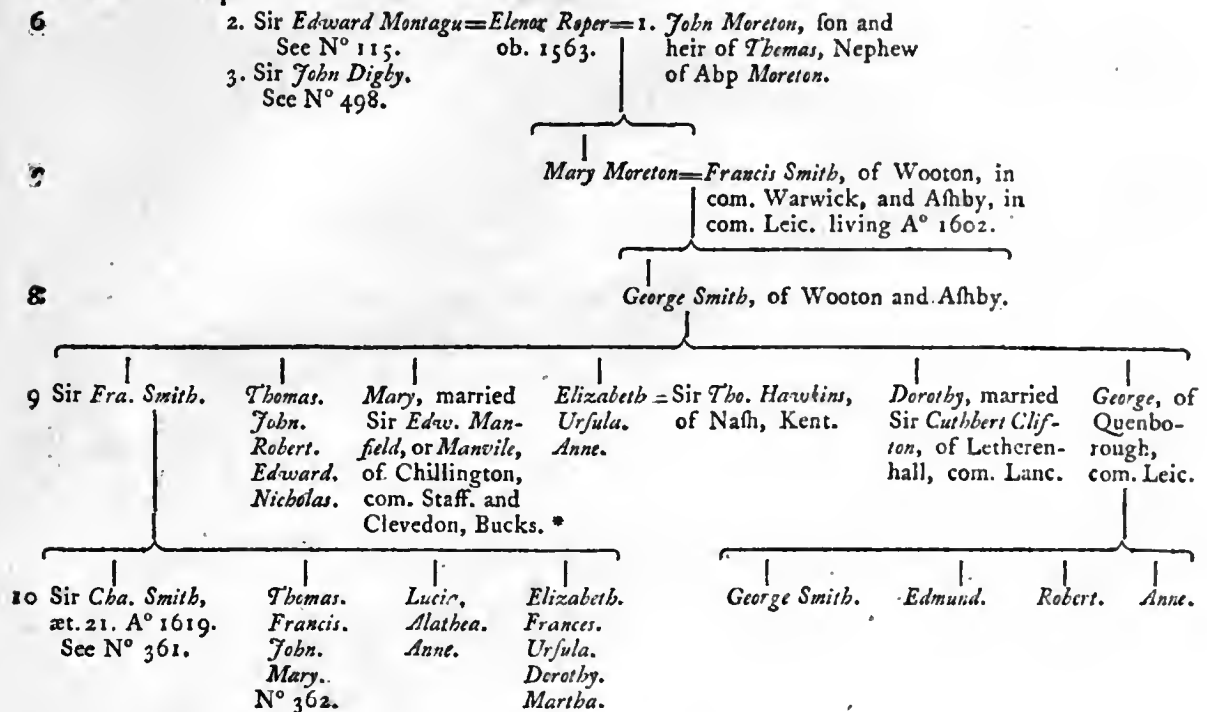 6 2. Sir Edward Montagu=Elenor Roper=1. John Moreton, ſon and
See N° 115. ob. 1563. heir of Thomas, Nephew
3. Sir John Digby. of Abp Moreton.
See N° 498.
Mary Moreton=Francis Smith, of Wooton, in
com. Warwick, and Aſhby, in
com. Leic. living A° 1602.
8 George Smith, of Wooton and Aſhby.
9 Sir Fra. Smith. Thomas. Mary, married Elizabeth = Sir Tho. Hawkins, Dorothy, married George, of
John. Sir Edw. Man- Urſula. of Naſh, Kent. Sir Cuthbert Clif- Quenbo-
Robert. field, or Manvile, Anne. ton, of Letheren- rough,
Edward. of Chillington, hall, com. Lanc. com. Leic.
Nicholas. com. Staff. and
Clevedon, Bucks. *
10 Sir Cha. Smith, Thomas. Lucie, Elizabeth. George Smith. Edmund. Robert. Anne.
æt. 21. A° 1619. Francis. Alathea. Frances.
See N° 361. John. Anne. Urſula.
Mary. Dorothy.
N° 362. Martha.